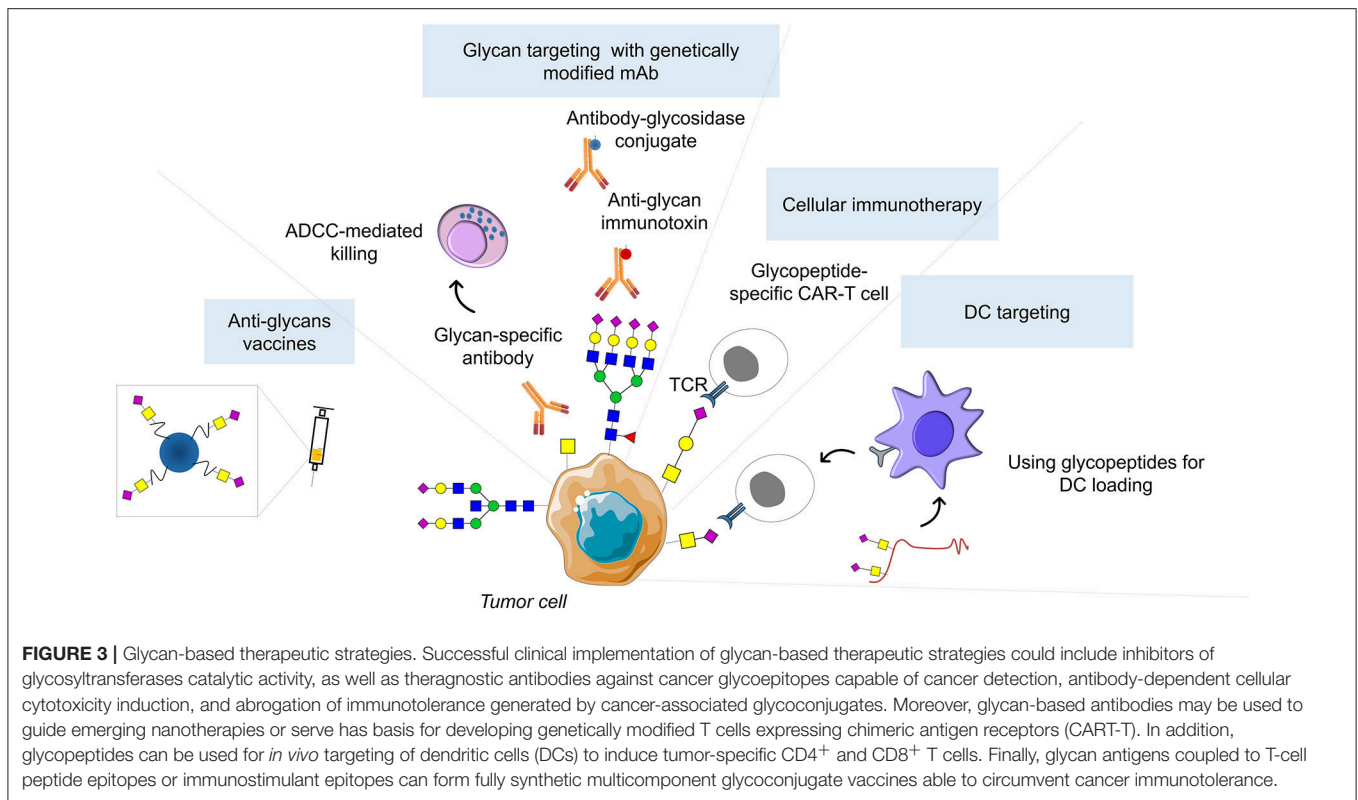 Glycan targeting with genetically
modified mAb
Antibody-glycosidase
conjugate
Anti-glycan
immunotoxin
ADCC-mediated
killing
Glycan-specific
antibody
Anti-glycans
vaccines
Cellular immunotherapy
Glycopeptide-
specific CAR-T cell
TCR
DC targeting
Using glycopeptides for
DC loading
Tumor cell
FIGURE 3 | Glycan-based therapeutic strategies. Successful clinical implementation of glycan-based therapeutic strategies could include inhibitors of
glycosyltransferases catalytic activity, as well as theragnostic antibodies against cancer glycoepitopes capable of cancer detection, antibody-dependent cellular
cytotoxicity induction, and abrogation of immunotolerance generated by cancer-associated glycoconjugates. Moreover, glycan-based antibodies may be used to
guide emerging nanotherapies or serve has basis for developing genetically modified T cells expressing chimeric antigen receptors (CART-T). In addition,
glycopeptides can be used for in vivo targeting of dendritic cells (DCs) to induce tumor-specific CD4+ and CD8+ T cells. Finally, glycan antigens coupled to T-cell
peptide epitopes or immunostimulant epitopes can form fully synthetic multicomponent glycoconjugate vaccines able to circumvent cancer immunotolerance.